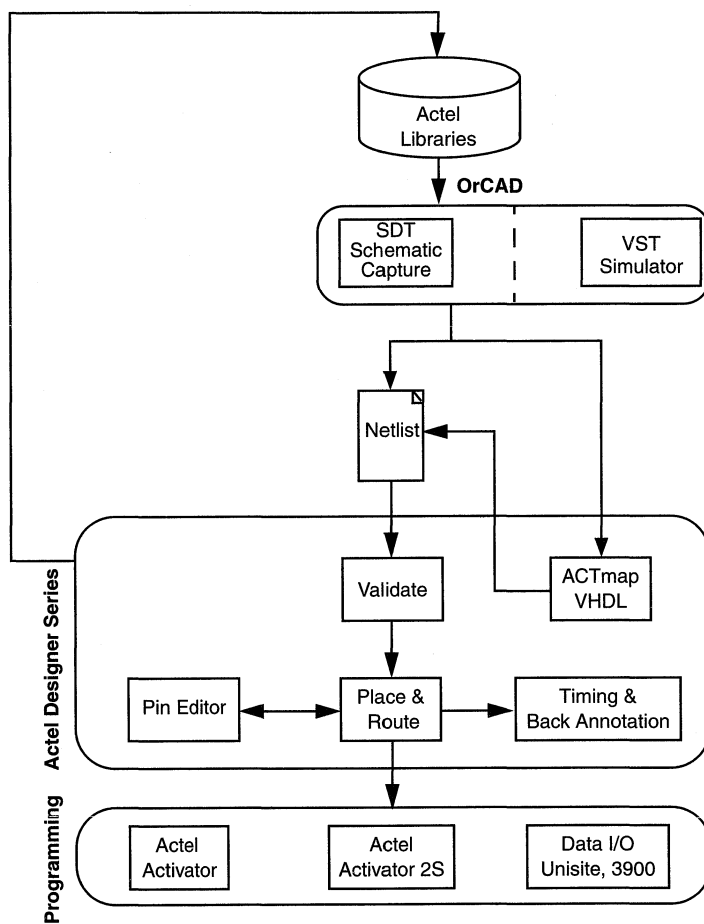 Actel
Libraries
OrCAD
SDT
Schematic
Capture
VST
Simulator
Netlist
Actel Designer Series
Validate
ACTmap
VHDL
Pin Editor
Place &
Route
Timing &
Back Annotation
Programming
Actel
Activator
Actel
Activator 2S
Data I/O
Unisite, 3900